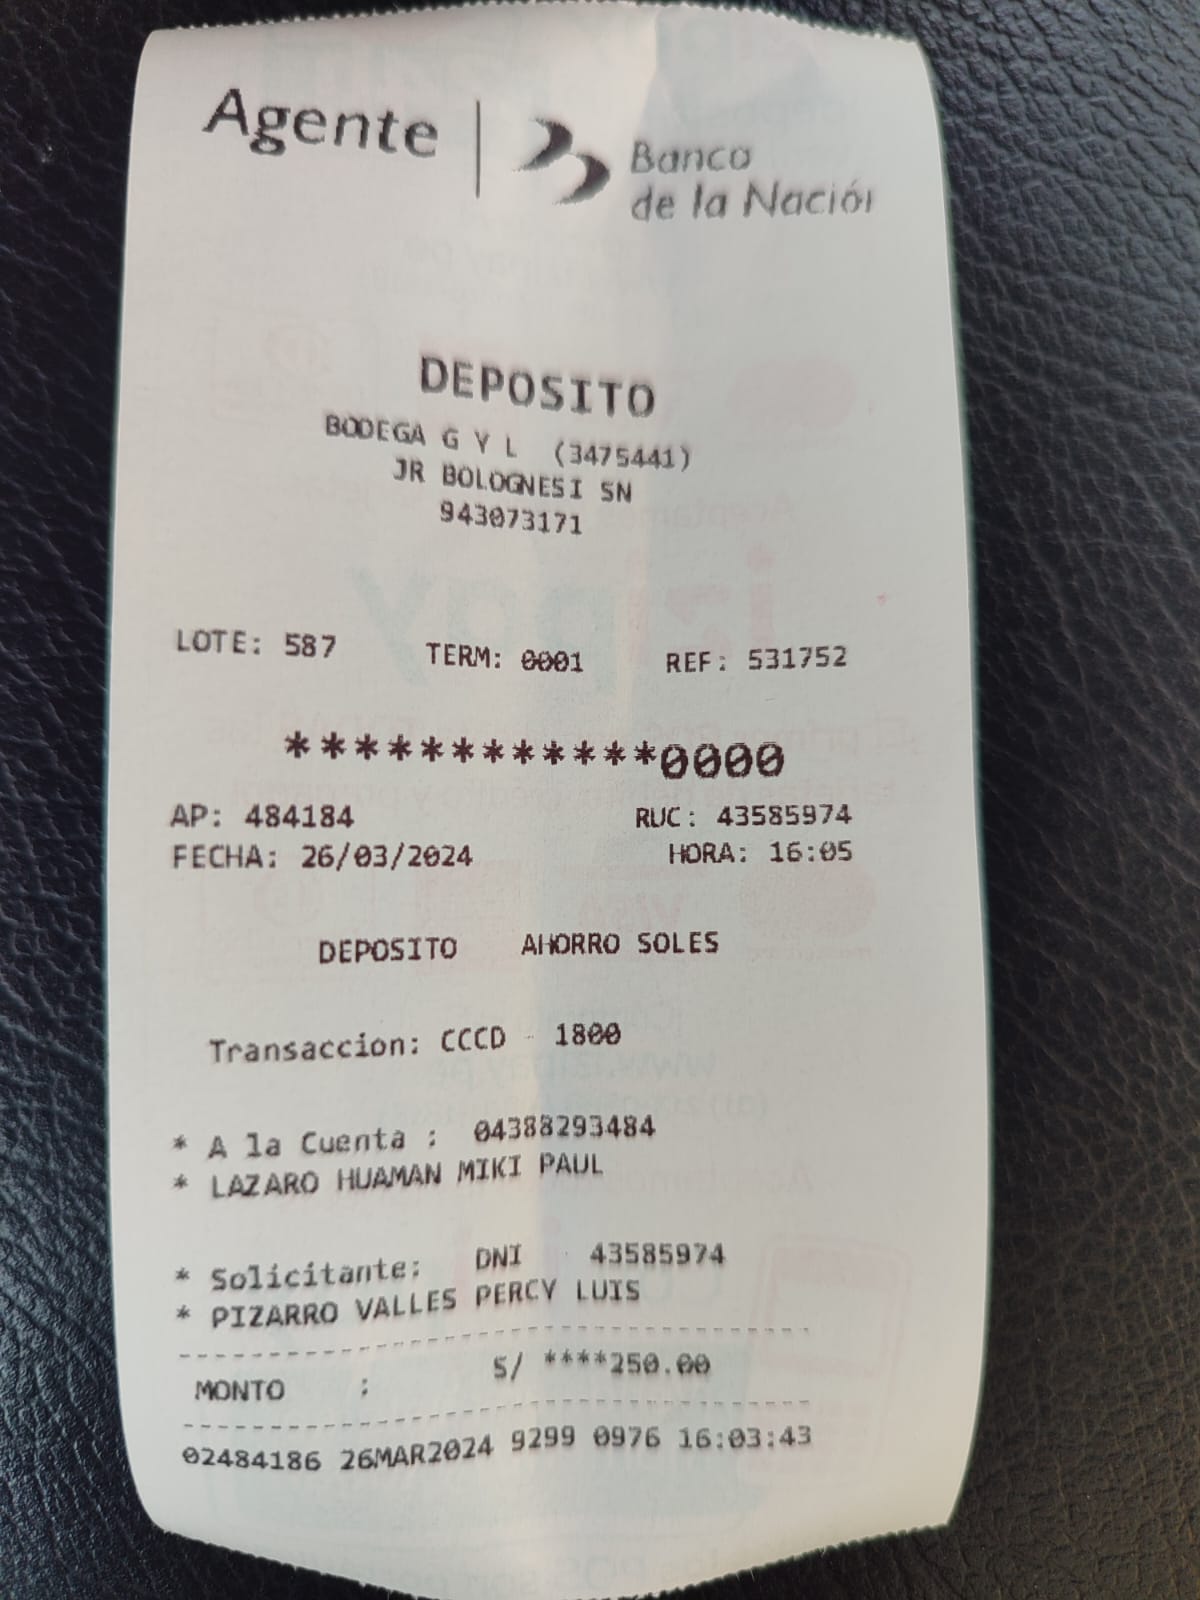 Agente | Banco
de la Nación
DEPOSITO
BODEGA G Y L (3475441)
JR BOLOGNESI SN
943073171
LOTE: 587 TERM: 0001 REF: 531752
************0000
AP: 484184 RUC: 43585974
FECHA: 26/03/2024 HORA: 16:05
DEPOSITO AHORRO SOLES
Transaccion: CCCD - 1800
* A la Cuenta : 04388293484
* LAZARO HUAMAN MIKI PAUL
* Solicitante: DNI 43585974
* PIZARRO VALLES PERCY LUIS
MONTO : S/ ****250.00
02484186 26MAR2024 9299 0976 16:03:43